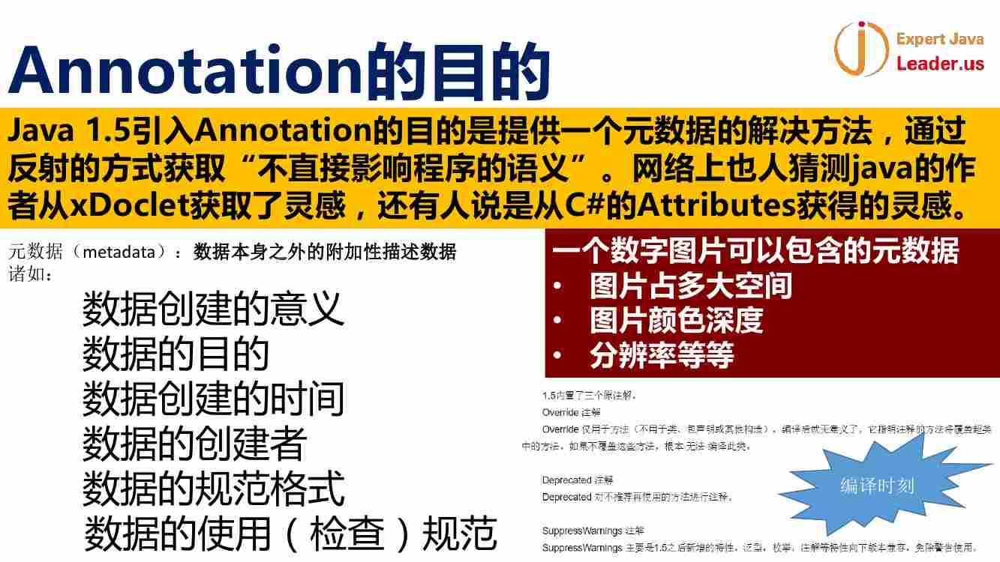 Expert Java
Leader.us
Annotation的目的
Java 1.5引入Annotation的目的是提供一个元数据的解决方法，通过
反射的方式获取“不直接影响程序的语义”。网络上也人猜测java的作
者从xDoclet获取了灵感，还有人说是从C#的Attributes获得的灵感。
元数据（metadata）：数据本身之外的附加性描述数据
诸如：
数据创建的意义
数据的目的
数据创建的时间
数据的创建者
数据的规范格式
数据的使用（检查）规范
一个数字图片可以包含的元数据
• 图片占多大空间
• 图片颜色深度
• 分辨率等等
1.5内置了三个原注解。
Override 注解
Override 仅用于方法（不用于类、包声明或其他构造），编译后就无意义了，它指明注释的方法将覆盖超类
中的方法。如果不覆盖这些方法，根本 无法 编译此类。
Deprecated 注解
Deprecated 对不推荐再使用的方法进行注释。
编译时刻
SuppressWarnings 注解
SuppressWarnings 主要是1.5之后新增的特性，泛型，枚举，注解等特性向下版本兼容，免除警告使用。